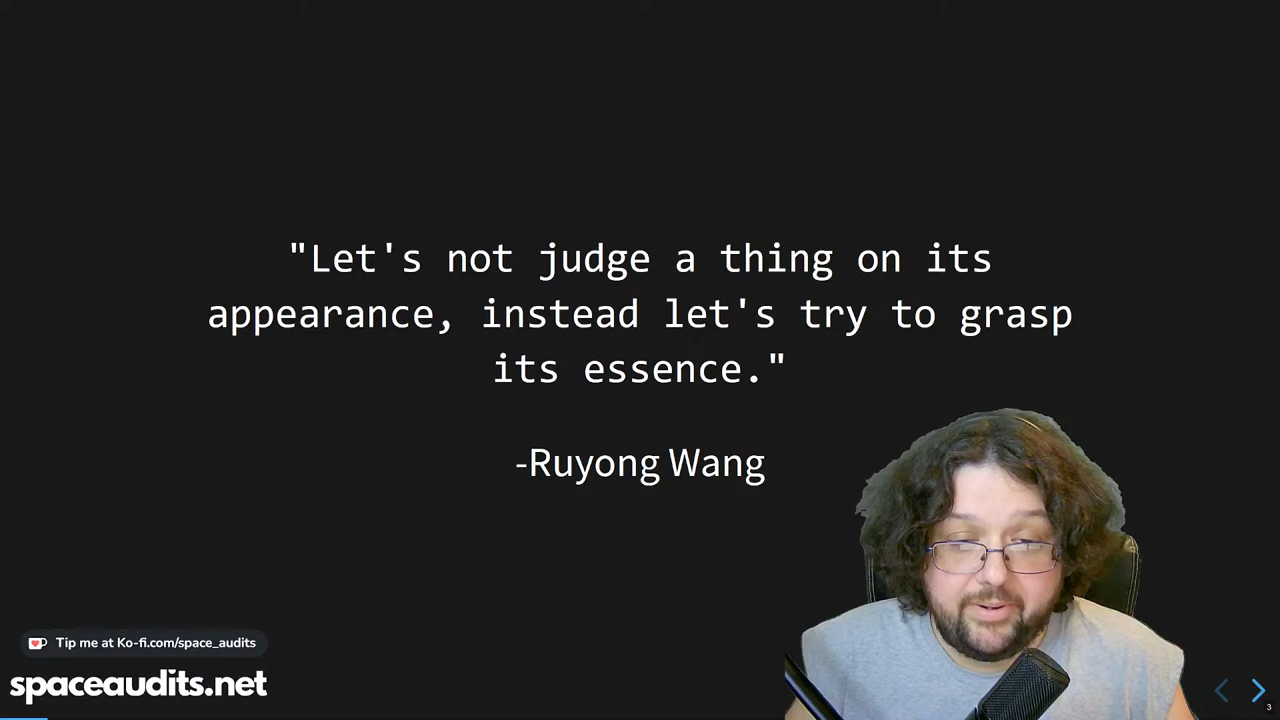 "Let's not judge a thing on its
appearance, instead let's try to grasp
its essence."
-Ruyong Wang
Tip me at Ko-fi.com/space_audits
spaceaudits.net
3